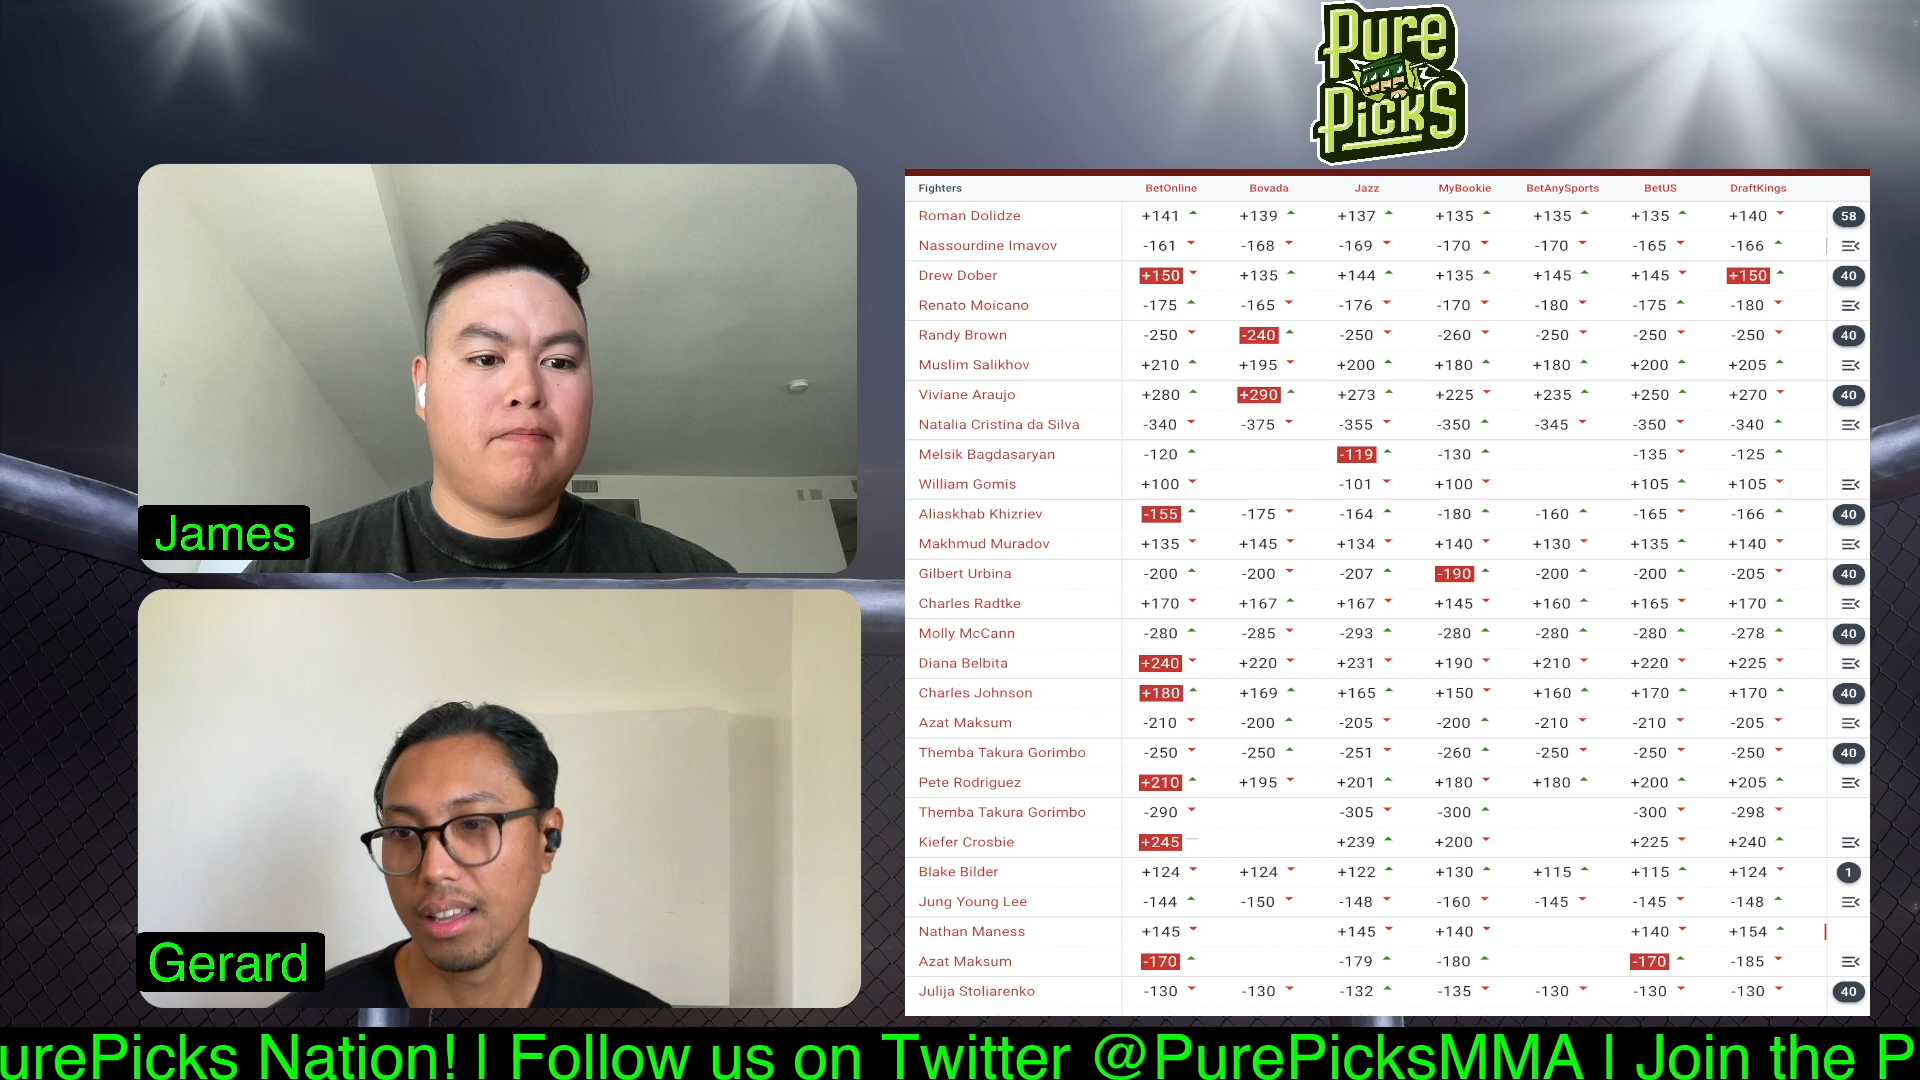 Pure
Picks
James
Gerard
Fighters BetOnline Bovada Jazz MyBookie BetAnySports BetUS DraftKings
Roman Dolidze +141 +139 +137 +135 +135 +135 +140 58
Nassourdine Imavov -161 -168 -169 -170 -170 -165 -166
Drew Dober +150 +135 +144 +135 +145 +145 +150 40
Renato Moicano -175 -165 -176 -170 -180 -175 -180
Randy Brown -250 -240 -250 -260 -250 -250 -250 40
Muslim Salikhov +210 +195 +200 +180 +180 +200 +205
Viviane Araujo +280 +290 +273 +225 +235 +250 +270 40
Natalia Cristina da Silva -340 -375 -355 -350 -345 -350 -340
Melsik Bagdasaryan -120 -119 -130 -135 -125
William Gomis +100 -101 +100 +105 +105
Aliaskhab Khizriev -155 -175 -164 -180 -160 -165 -166 40
Makhmud Muradov +135 +145 +134 +140 +130 +135 +140
Gilbert Urbina -200 -200 -207 -190 -200 -200 -205 40
Charles Radtke +170 +167 +167 +145 +160 +165 +170
Molly McCann -280 -285 -293 -280 -280 -280 -278 40
Diana Belbita +240 +220 +231 +190 +210 +220 +225
Charles Johnson +180 +169 +165 +150 +160 +170 +170 40
Azat Maksum -210 -200 -205 -200 -210 -210 -205
Themba Takura Gorimbo -250 -250 -251 -260 -250 -250 -250 40
Pete Rodriguez +210 +195 +201 +180 +180 +200 +205
Themba Takura Gorimbo -290 -305 -300 -300 -298
Kiefer Crosbie +245 +239 +200 +225 +240
Blake Bilder +124 +124 +122 +130 +115 +115 +124 1
Jung Young Lee -144 -150 -148 -160 -145 -145 -148
Nathan Maness +145 +145 +140 +140 +154
Azat Maksum -170 -179 -180 -170 -185
Julija Stoliarenko -130 -130 -132 -135 -130 -130 -130 40
urePicks Nation! | Follow us on Twitter @PurePicksMMA | Join the P